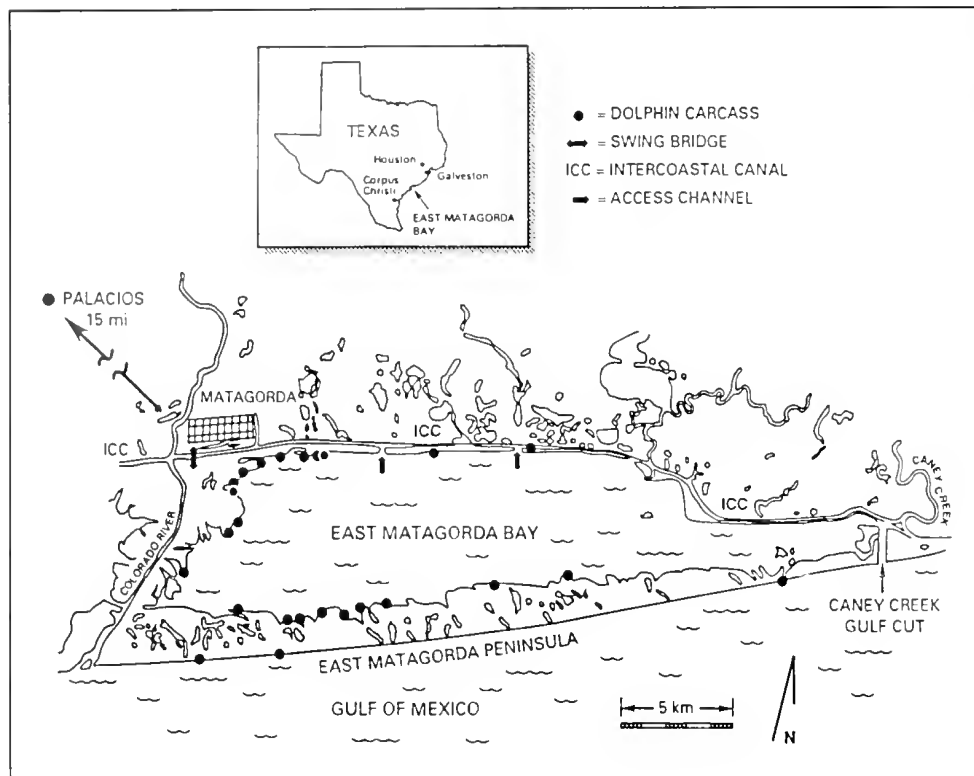 TEXAS
Houston
Galveston
Corpus
Christi
EAST MATAGORDA
BAY
● = DOLPHIN CARCASS
= SWING BRIDGE
ICC = INTERCOASTAL CANAL
= ACCESS CHANNEL
PALACIOS
15 mi
MATAGORDA
ICC
ICC
ICC
CANEY CREEK
COLORADO RIVER
EAST MATAGORDA BAY
CANEY CREEK
GULF CUT
EAST MATAGORDA PENINSULA
GULF OF MEXICO
5 km
N